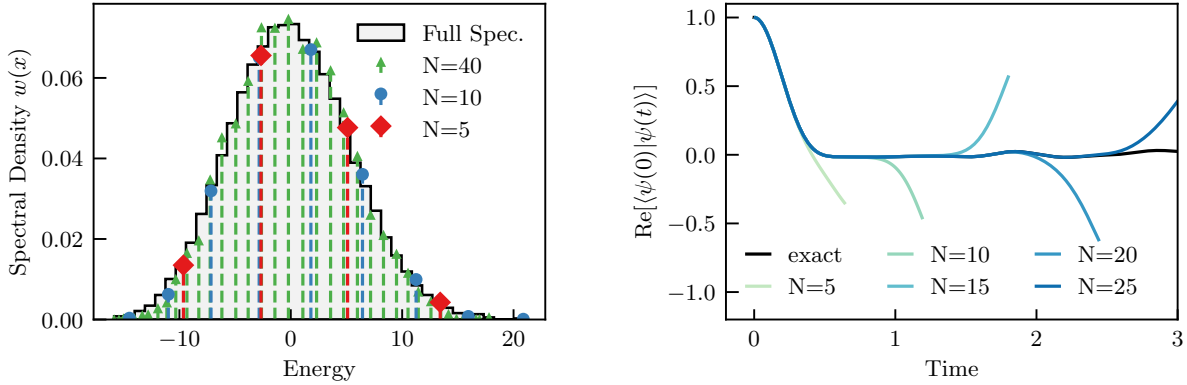 Spectral Density w(x)
0.06
0.04
0.02
0.00
−10
0
10
20
Energy
Full Spec.
N=40
N=10
N=5
Re[⟨ψ(0)|ψ(t)⟩]
1.0
0.5
0.0
−0.5
−1.0
0
1
2
3
Time
exact
N=5
N=10
N=15
N=20
N=25